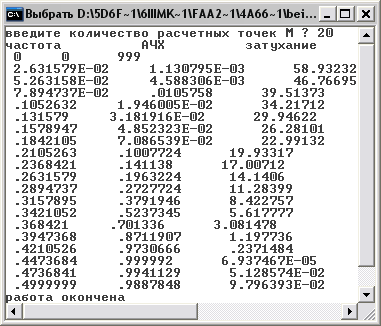 Выбрать D:\5D6F~1\6IIIMK~1\FAA2~1\4A66~1\bei...
введите количество расчетных точек M ? 20
частота АЧХ затухание
0 0 999
2.631579E-02 1.130795E-03 58.93232
5.263158E-02 4.588306E-03 46.76695
7.894737E-02 .0105758 39.51373
.1052632 1.946005E-02 34.21712
.131579 3.181916E-02 29.94622
.1578947 4.852323E-02 26.28101
.1842105 7.086539E-02 22.99132
.2105263 .1007724 19.93317
.2368421 .141138 17.00712
.2631579 .1963224 14.1406
.2894737 .2727724 11.28399
.3157895 .3791946 8.422757
.3421052 .5237345 5.617777
.368421 .701336 3.081478
.3947368 .8711907 1.197736
.4210526 .9730666 .2371484
.4473684 .999992 6.937467E-05
.4736841 .9941129 5.128574E-02
.4999999 .9887848 9.796393E-02
работа окончена